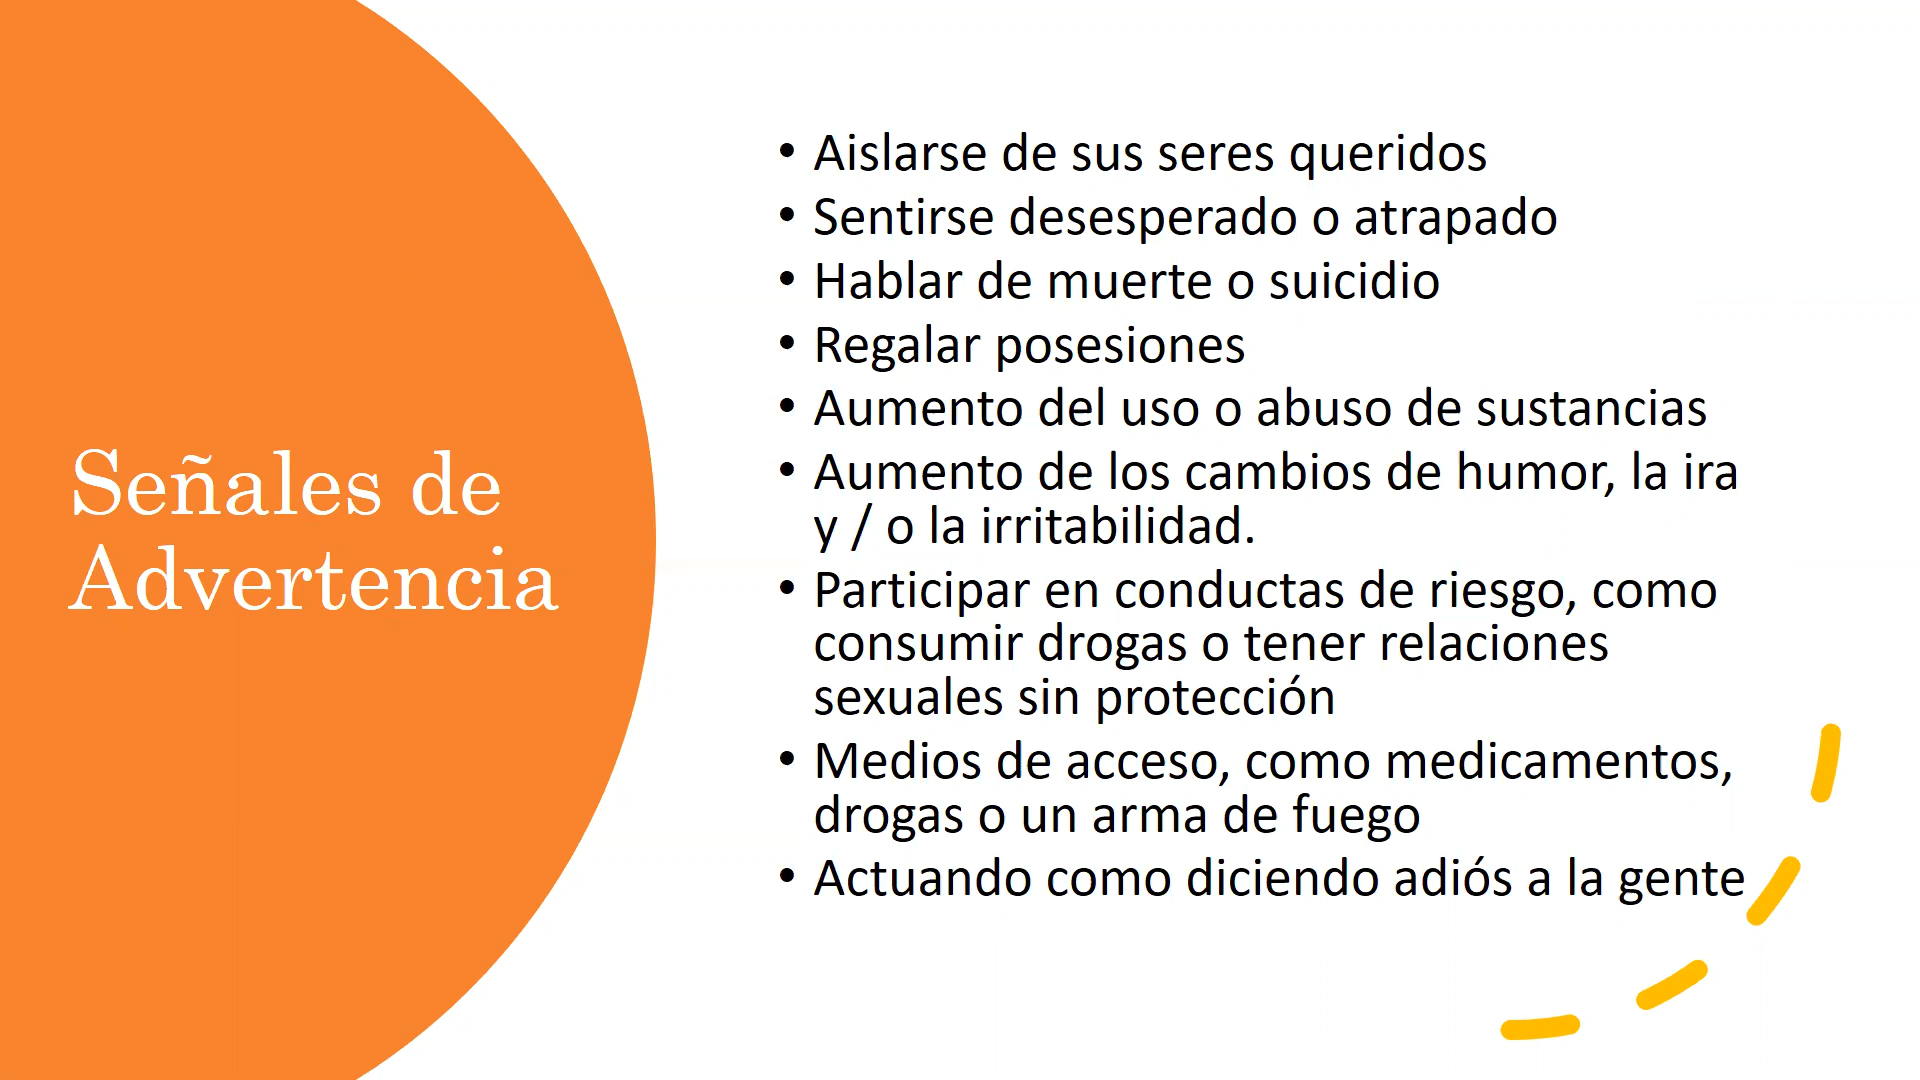 Señales de
Advertencia
• Aislarse de sus seres queridos
• Sentirse desesperado o atrapado
• Hablar de muerte o suicidio
• Regalar posesiones
• Aumento del uso o abuso de sustancias
• Aumento de los cambios de humor, la ira
y / o la irritabilidad.
• Participar en conductas de riesgo, como
consumir drogas o tener relaciones
sexuales sin protección
• Medios de acceso, como medicamentos,
drogas o un arma de fuego
• Actuando como diciendo adiós a la gente